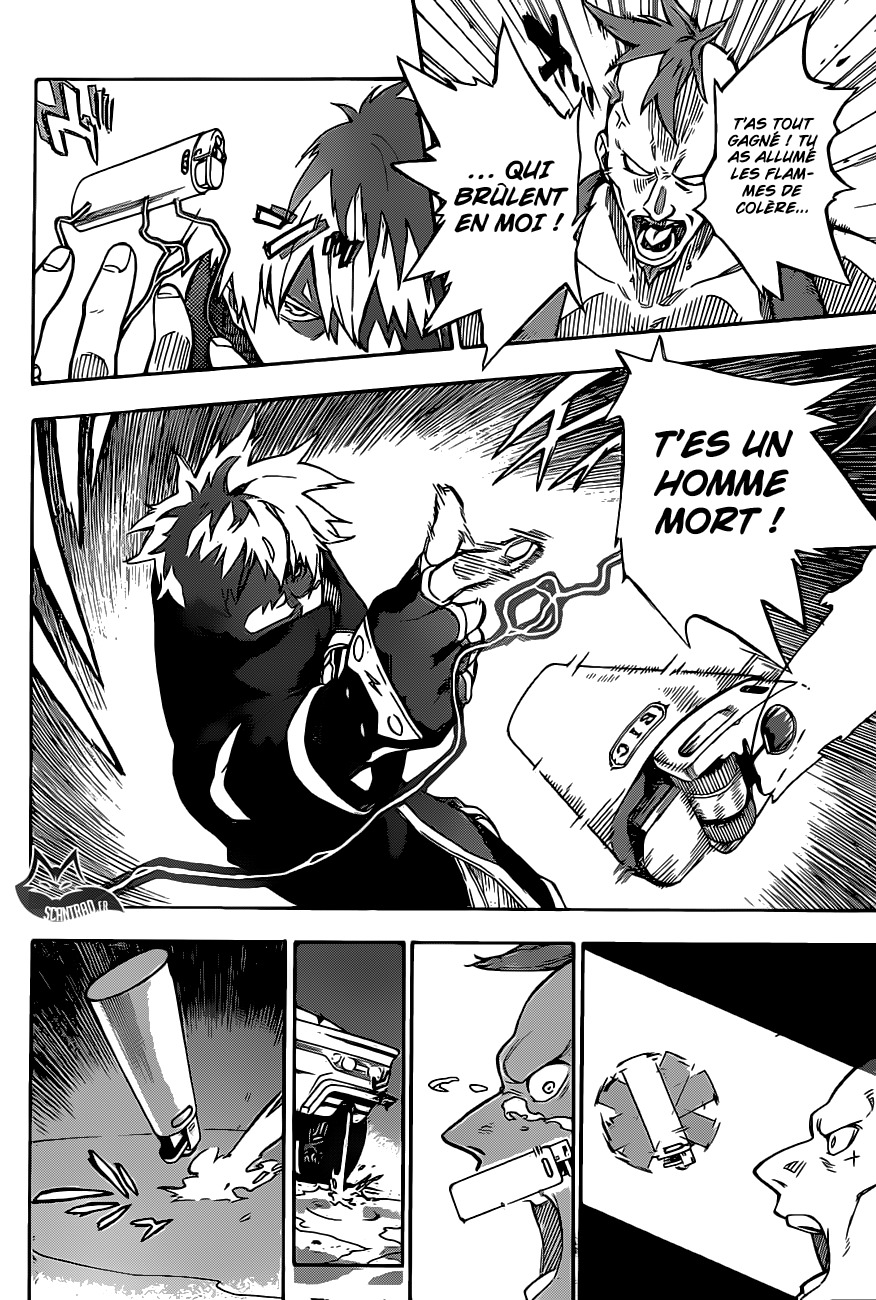 T'AS TOUT
GAGNÉ ! TU
AS ALLUMÉ
LES FLAM-
MES DE
COLÈRE...
... QUI
BRÛLENT
EN MOI !
T'ES UN
HOMME
MORT !
BIC
SCANTRAD.FR